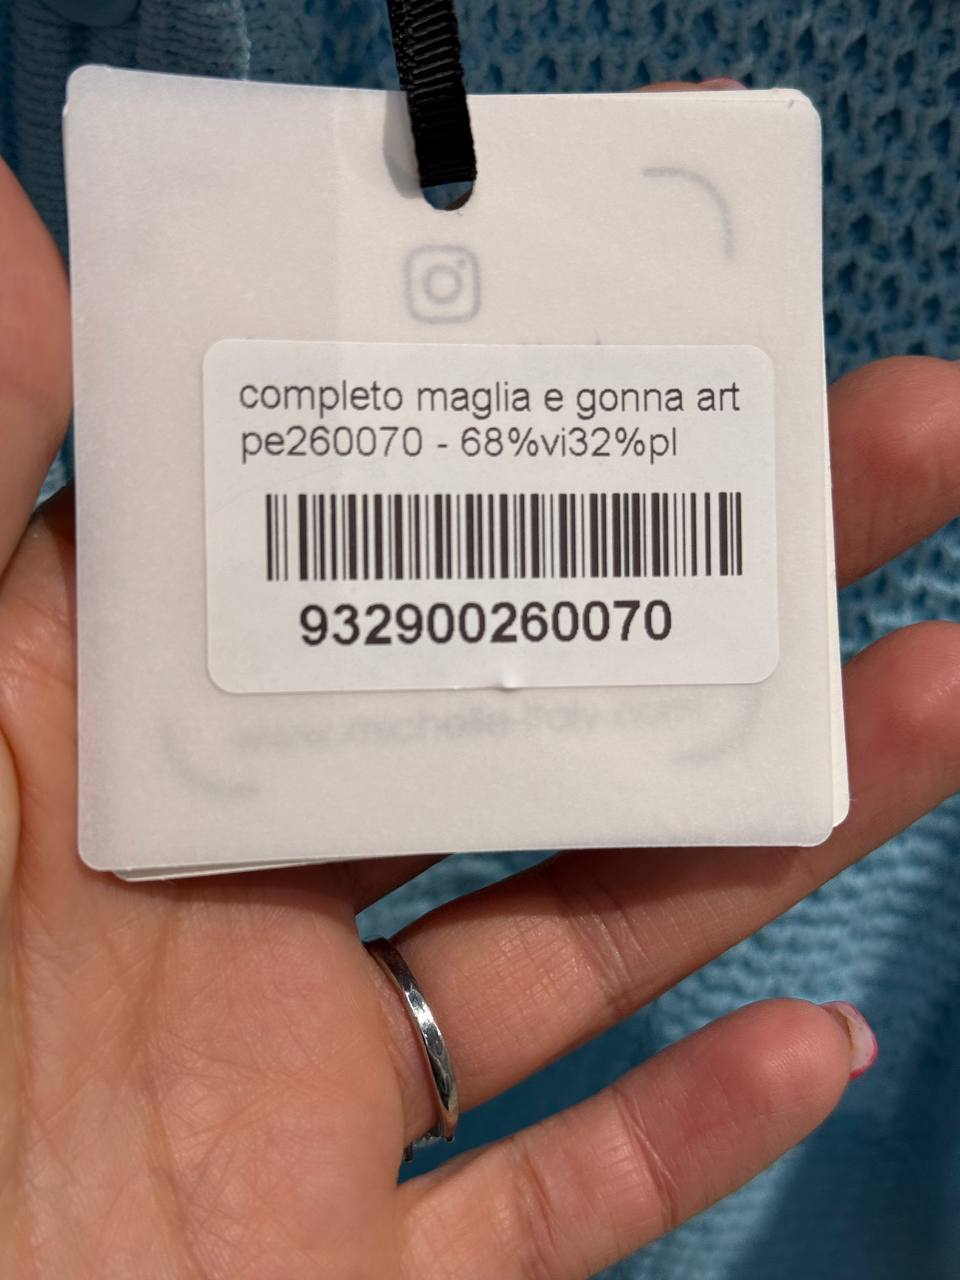 completo maglia e gonna art
pe260070 - 68%vi32%pl
932900260070